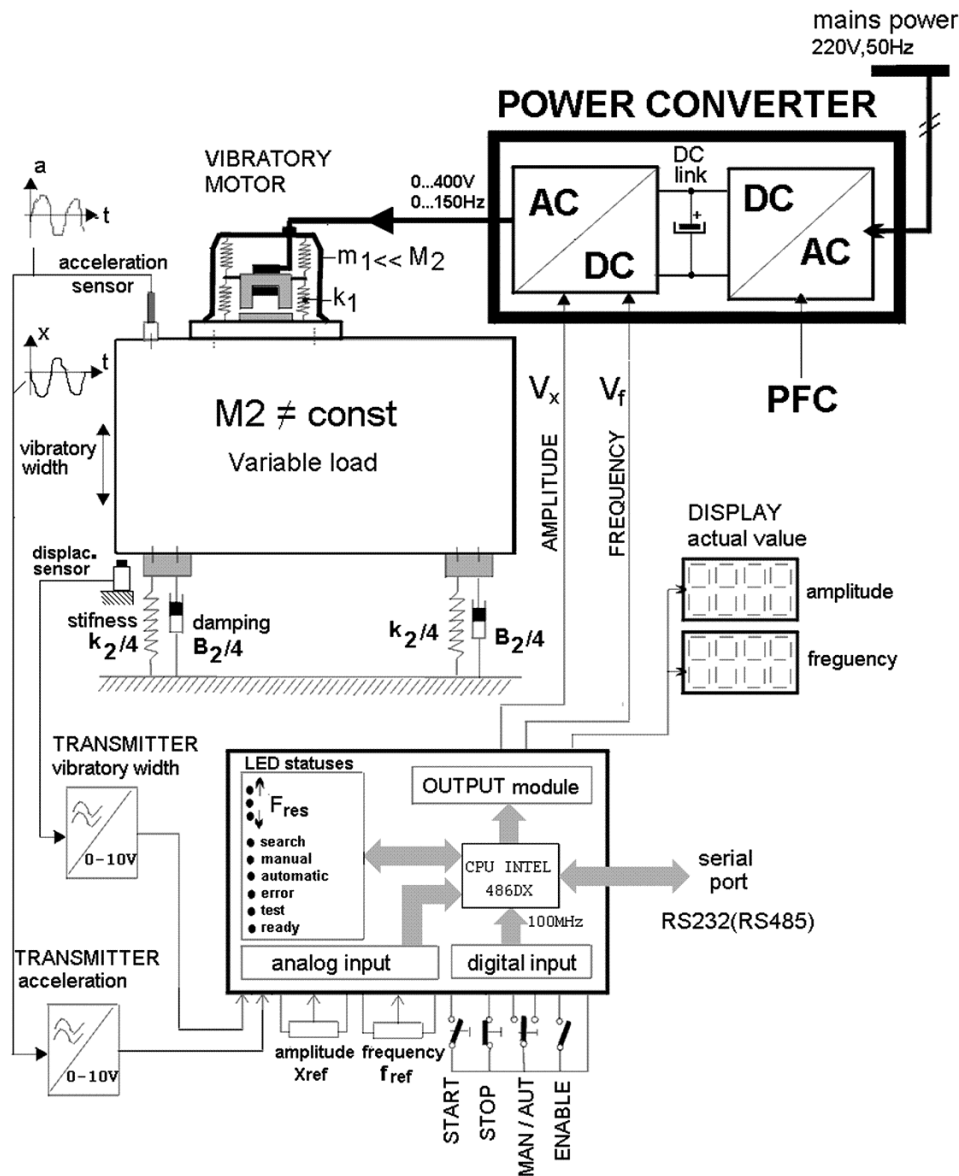 mains power
220V,50Hz
POWER CONVERTER
VIBRATORY
MOTOR
0...400V
0...150Hz
AC
DC
DC
link
+
DC
AC
PFC
a
t
acceleration
sensor
m1<< M2
k1
x
t
M2 ≠ const
Variable load
vibratory
width
displac.
sensor
stifness
k2/4
damping
B2/4
k2/4
B2/4
Vx
AMPLITUDE
Vf
FREQUENCY
DISPLAY
actual value
amplitude
freguency
TRANSMITTER
vibratory width
0-10V
TRANSMITTER
acceleration
0-10V
LED statuses
Fres
search
manual
automatic
error
test
ready
OUTPUT module
CPU INTEL
486DX
100MHz
analog input
digital input
serial
port
RS232(RS485)
amplitude
Xref
frequency
fref
START
STOP
MAN / AUT
ENABLE